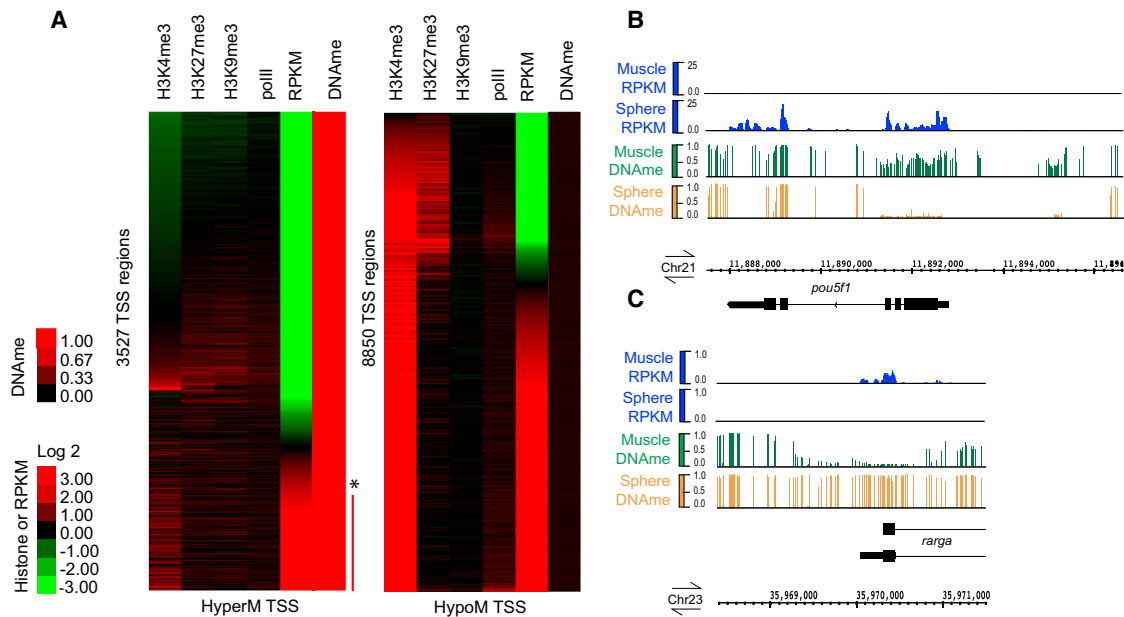 A
H3K4me3
H3K27me3
H3K9me3
polII
RPKM
DNAme
H3K4me3
H3K27me3
H3K9me3
polII
RPKM
DNAme
3527 TSS regions
8850 TSS regions
DNAme
1.00
0.67
0.33
0.00
Log 2
Histone or RPKM
3.00
2.00
1.00
0.00
-1.00
-2.00
-3.00
*
HyperM TSS
HypoM TSS
B
Muscle
RPKM
25
0.0
Sphere
RPKM
25
0.0
Muscle
DNAme
1.0
0.5
0.0
Sphere
DNAme
1.0
0.5
0.0
Chr21
11,888,000
11,890,000
11,892,000
11,894,000
pou5f1
C
Muscle
RPKM
1.0
0.0
Sphere
RPKM
1.0
0.0
Muscle
DNAme
1.0
0.5
0.0
Sphere
DNAme
1.0
0.5
0.0
rarga
Chr23
35,969,000
35,970,000
35,971,000